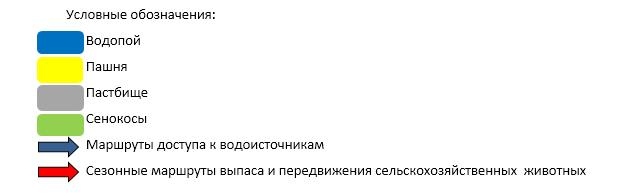 Условные обозначения:
Водопой
Пашня
Пастбище
Сенокосы
Маршруты доступа к водоисточникам
Сезонные маршруты выпаса и передвижения сельскохозяйственных животных